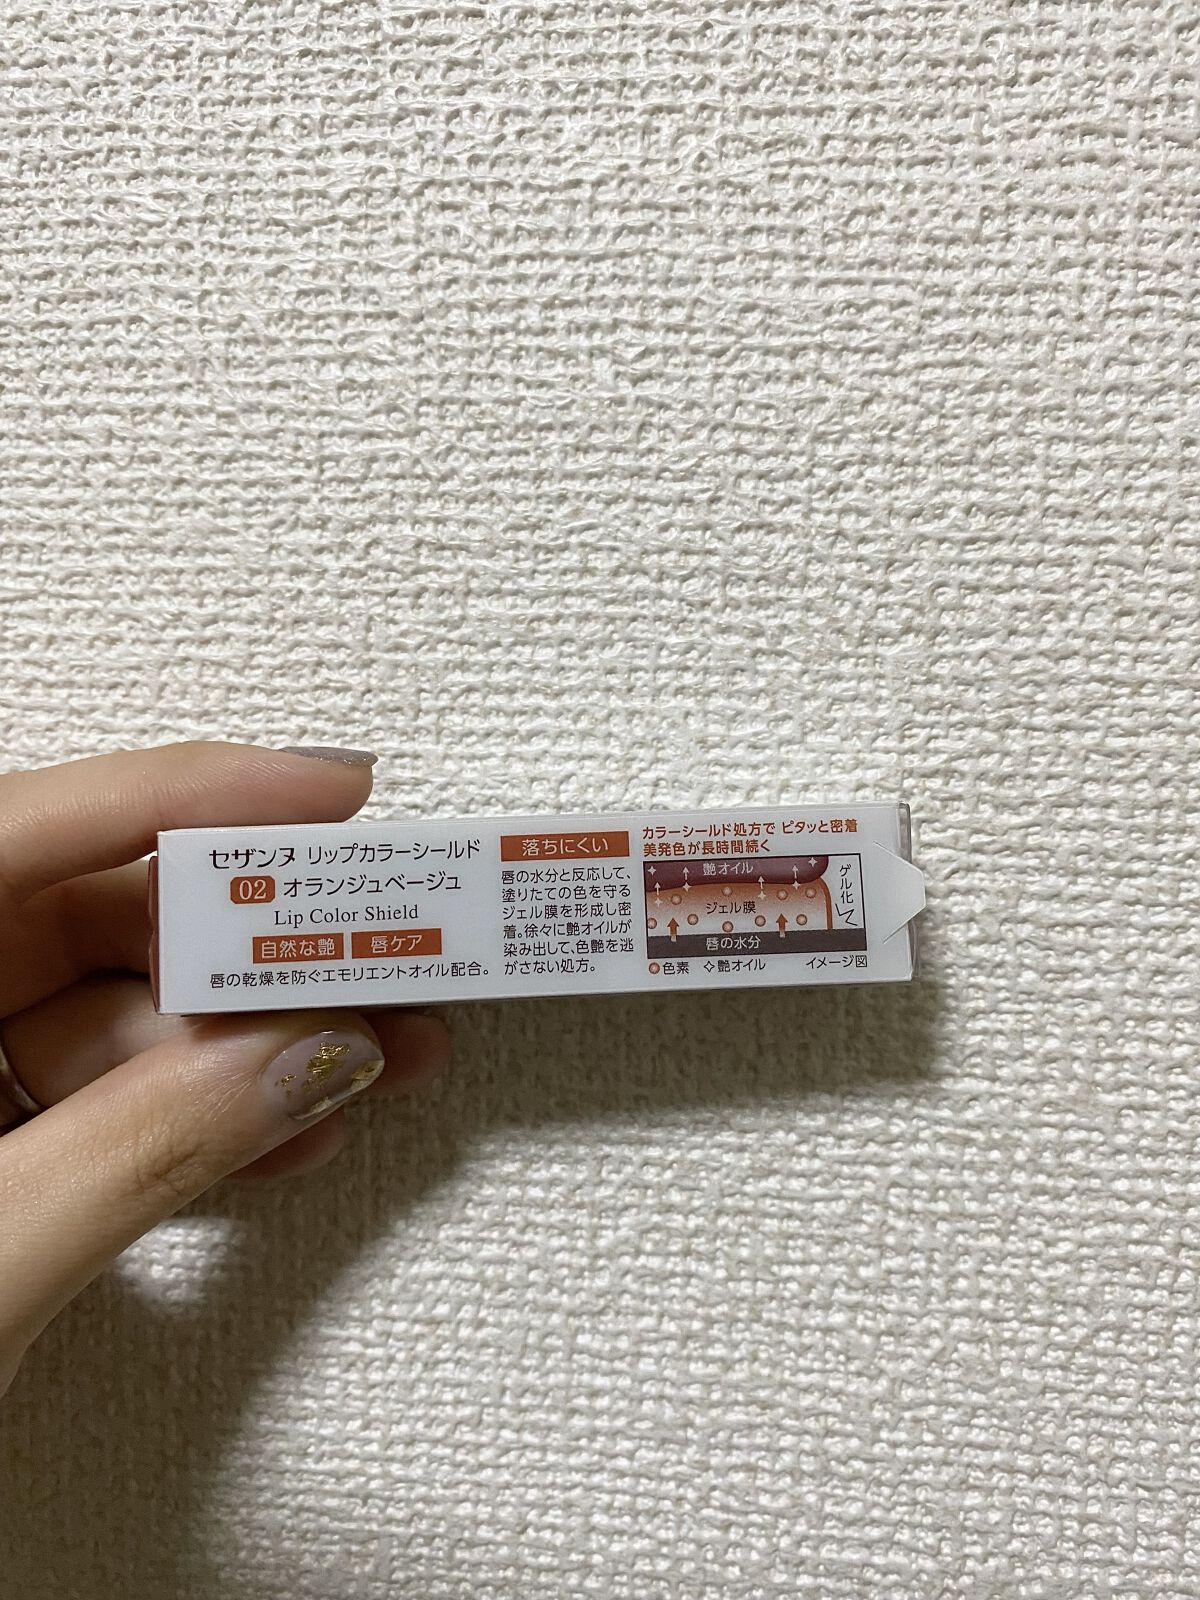 セザンヌ リップカラーシールド
02 オランジュベージュ
Lip Color Shield
自然な艶 唇ケア
唇の乾燥を防ぐエモリエントオイル配合。
落ちにくい
唇の水分と反応して、
塗りたての色を守る
ジェル膜を形成し密
着。徐々に艶オイルが
染み出して、色艶を逃
がさない処方。
カラーシールド処方で ピタッと密着
美発色が長時間続く
艶オイル
ジェル膜
唇の水分
ゲル化
色素 艶オイル イメージ図